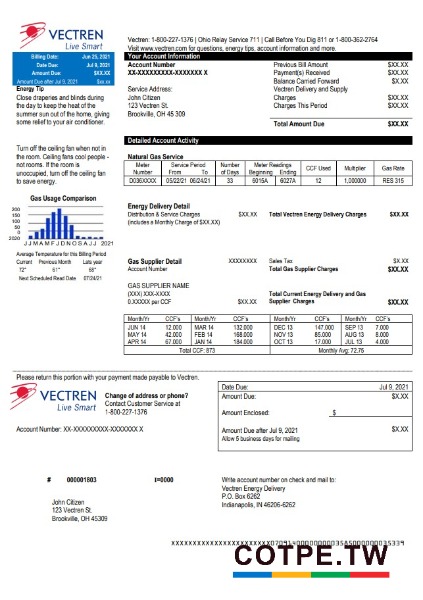 VECTREN
Live Smart
Vectren: 1-800-227-1376 | Ohio Relay Service 711 | Call Before You Dig 811 or 1-800-362-2764
Visit www.vectren.com for questions, energy tips, account information and more.
Billing Date: Jun 25, 2021
Date Due: Jul 9, 2021
Amount Due: $XX.XX
Amount Due after Jul 9, 2021 $xx.xx
Energy Tip
Close draperies and blinds during
the day to keep the heat of the
summer sun out of the home, giving
some relief to your air conditioner.
Turn off the ceiling fan when not in
the room. Ceiling fans cool people -
not rooms. If the room is
unoccupied, turn off the ceiling fan
to save energy.
Gas Usage Comparison
200
150
100
50
0
2020 J J M A M F J D N O S A J J 2021
Average Temperature for this Billing Period
Current Previous Month Late year
72° 61° 68°
Next Scheduled Read Date 07/24/21
Your Account Information
Account Number
XX-XXXXXXXXX-XXXXXXX X
Service Address:
John Citizen
123 Vectren St.
Brookville, OH 45 309
Previous Bill Amount $XX.XX
Payment(s) Received $XX.XX
Balance Carried Forward $X.XX
Vectren Delivery and Supply
Charges $XX.XX
Charges This Period $XX.XX
Total Amount Due $XX.XX
Detailed Account Activity
Natural Gas Service
Meter Number Service Period From To Number of Days Meter Readings Beginning Ending CCF Used Multiplier Gas Rate
D036XXXX 05/22/21 06/24/21 33 6015A 6027A 12 1,000000 RES 315
Energy Delivery Detail
Distribution & Service Charges $XX.XX Total Vectren Energy Delivery Charges $XX.XX
(includes a Monthly Charge of $XX.XX)
Gas Supplier Detail XXXXXXXX Sales Tax $X.XX
Account Number Total Gas Supplier Charges $XX.XX
GAS SUPPLIER NAME
(XXX) XXX-XXXX Total Current Energy Delivery and Gas
0.XXXXX per CCF $XX.XX Supplier Charges $XX.XX
Month/Yr CCF's Month/Yr CCF's Month/Yr CCF's Month/Yr CCF's
JUN 14 12.000 MAR 14 132.000 DEC 13 147.000 SEP 13 7.000
MAY 14 42.000 FEB 14 168.000 NOV 13 85.000 AUG 13 8.000
APR 14 67.000 JAN 14 184.000 OCT 13 17.000 JUL 13 4.000
Total CCF: 873 Monthly Avg: 72.75
Please return this portion with your payment made payable to Vectren.
VECTREN
Live Smart
Change of address or phone?
Contact Customer Service at
1-800-227-1376
Account Number: XX-XXXXXXXXX-XXXXXXX X
Date Due: Jul 9, 2021
Amount Due: $X.XX
Amount Enclosed: $
Amount Due after Jul 9, 2021 $X.XX
Allow 5 business days for mailing
# 000001803 t=0000
John Citizen
123 Vectren St.
Brookville, OH 45309
Write account number on check and mail to:
Vectren Energy Delivery
P.O. Box 6262
Indianapolis, IN 46206-6262
COTPE.TW